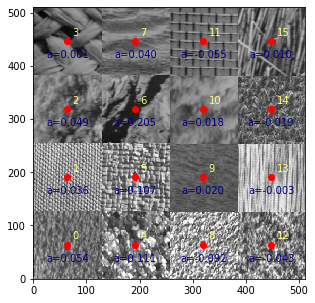 500
400
300
200
100
0
0 100 200 300 400 500
3 7 11 15
a=0.040 a=-0.055 a=0.010
2 6 10 14
a=0.049 a=0.205 a=0.018 a=-0.019
1 5 9 13
a=0.036 a=0.107 a=0.020 a=-0.003
0 4 8 12
a=0.054 a=0.111 a=0.092 a=-0.043